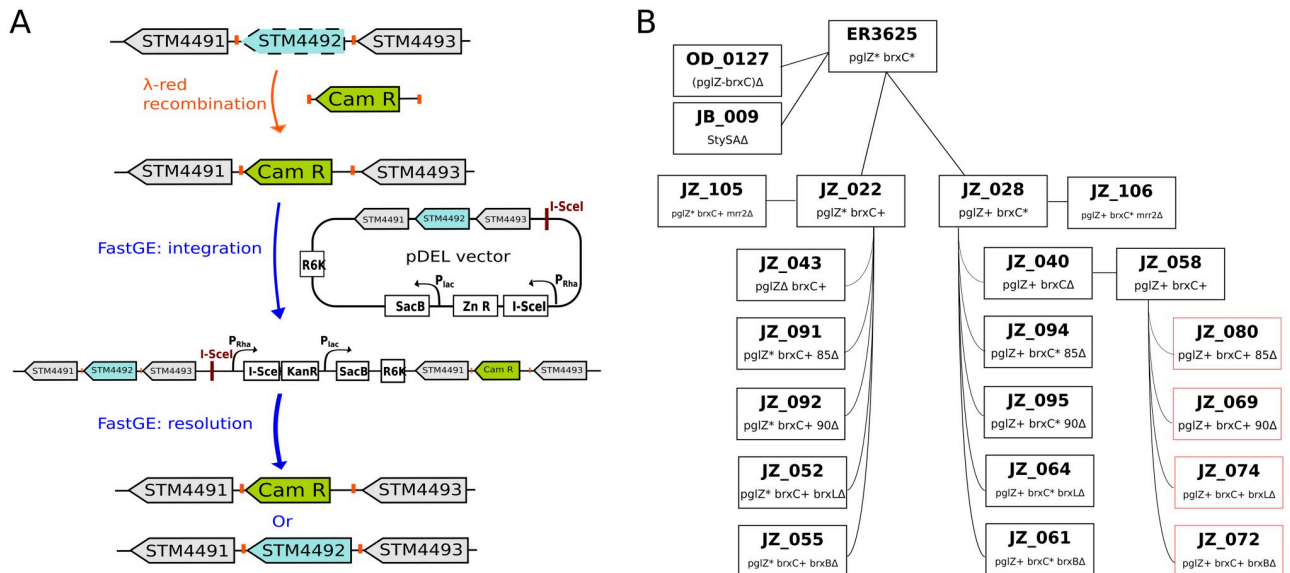 A
STM4491
STM4492
STM4493
λ-red
recombination
Cam R
STM4491
Cam R
STM4493
FastGE: integration
I-SceI
STM4491
STM4492
STM4493
pDEL vector
R6K
Plac
PRha
SacB
Zn R
I-SceI
I-SceI
PRha
Plac
STM4491
STM4492
STM4493
I-Sce
KanR
SacB
R6K
STM4491
Cam R
STM4493
FastGE: resolution
STM4491
Cam R
STM4493
Or
STM4491
STM4492
STM4493
B
ER3625
pglZ* brxC*
OD_0127
(pglZ-brxC)Δ
JB_009
StySAΔ
JZ_105
pglZ* brxC+ mrr2Δ
JZ_022
pglZ* brxC+
JZ_028
pglZ+ brxC*
JZ_106
pglZ+ brxC* mrr2Δ
JZ_043
pglZΔ brxC+
JZ_040
pglZ+ brxCΔ
JZ_058
pglZ+ brxC+
JZ_091
pglZ* brxC+ 85Δ
JZ_094
pglZ+ brxC* 85Δ
JZ_080
pglZ+ brxC+ 85Δ
JZ_092
pglZ* brxC+ 90Δ
JZ_095
pglZ+ brxC* 90Δ
JZ_069
pglZ+ brxC+ 90Δ
JZ_052
pglZ* brxC+ brxLΔ
JZ_064
pglZ+ brxC* brxLΔ
JZ_074
pglZ+ brxC+ brxLΔ
JZ_055
pglZ* brxC+ brxBΔ
JZ_061
pglZ+ brxC* brxBΔ
JZ_072
pglZ+ brxC+ brxBΔ